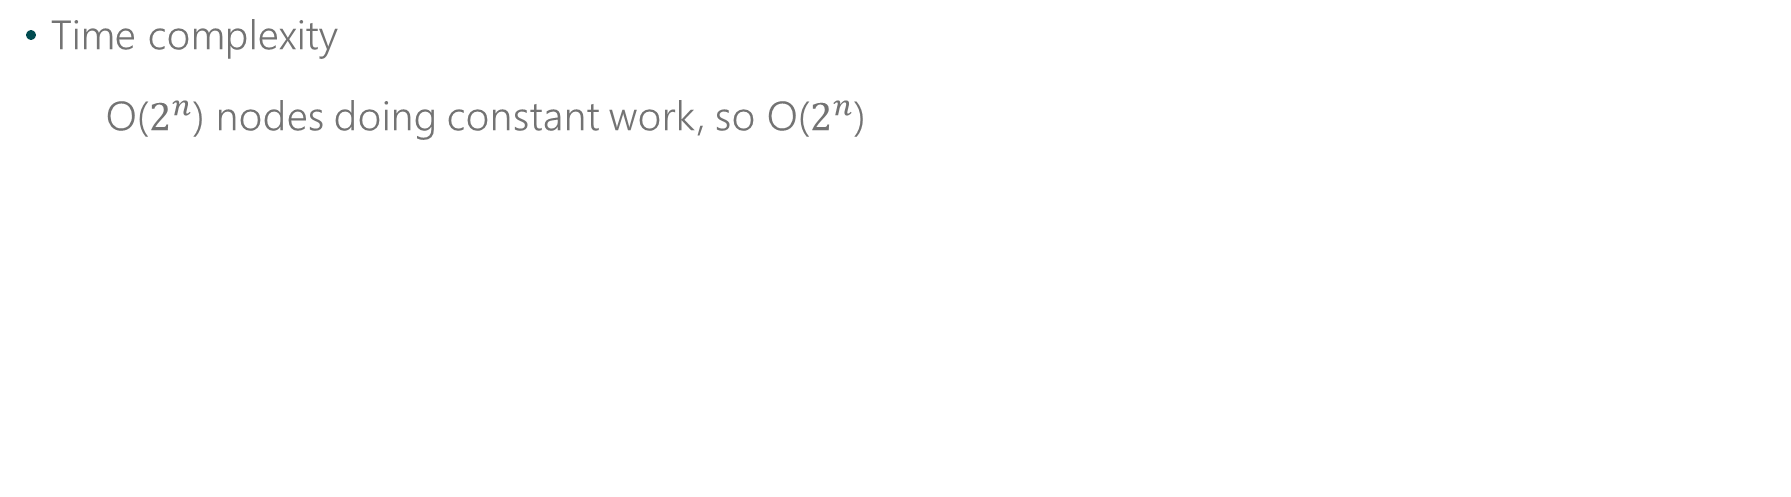 • Time complexity
O(2ⁿ) nodes doing constant work, so O(2ⁿ)